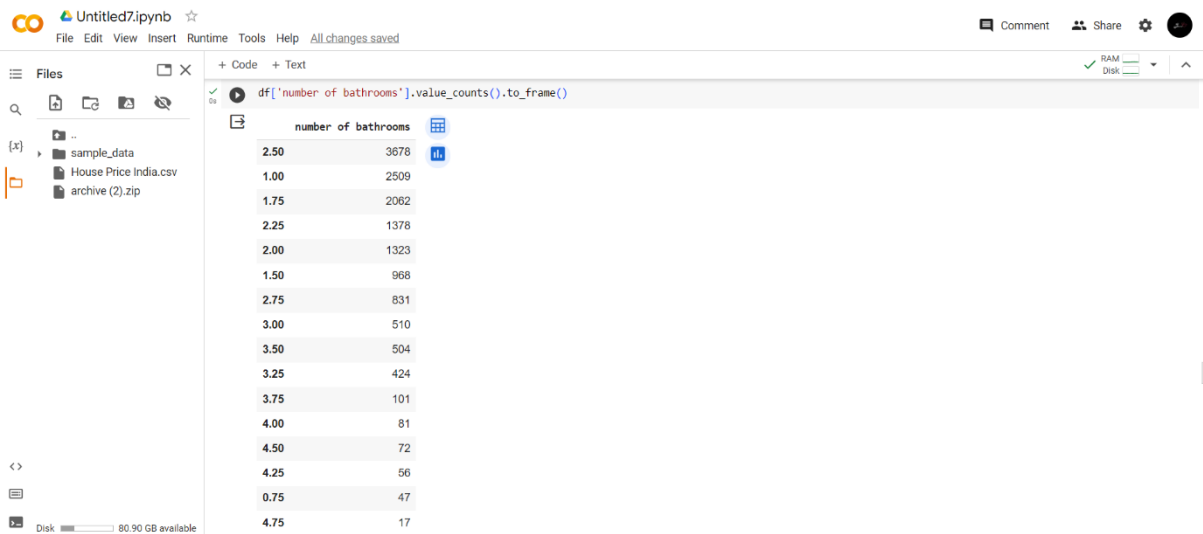 CO Untitled7.ipynb
File Edit View Insert Runtime Tools Help All changes saved
Comment Share
Files
+ Code + Text
RAM
Disk
0s
df['number of bathrooms'].value_counts().to_frame()
{x}
..
sample_data
House Price India.csv
archive (2).zip
number of bathrooms
2.50 3678
1.00 2509
1.75 2062
2.25 1378
2.00 1323
1.50 968
2.75 831
3.00 510
3.50 504
3.25 424
3.75 101
4.00 81
4.50 72
4.25 56
0.75 47
4.75 17
<>
Disk 80.90 GB available